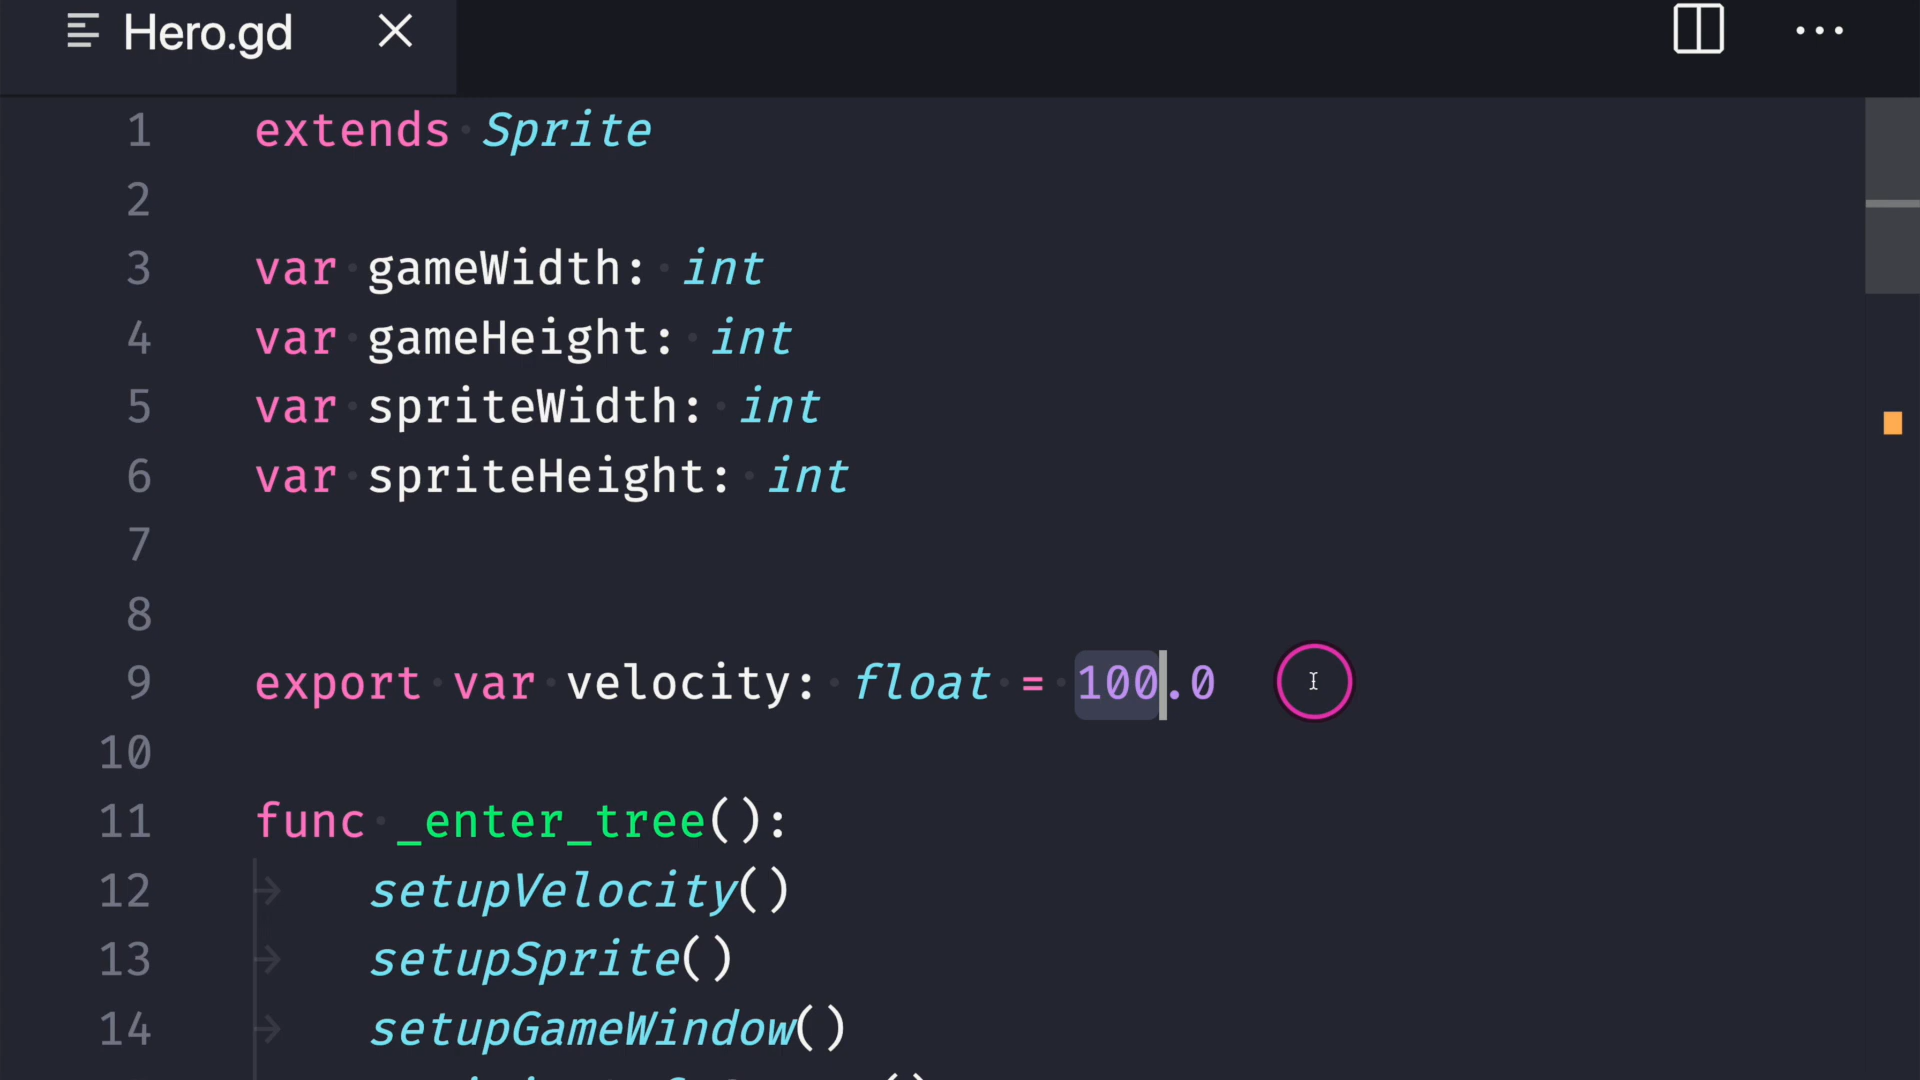 Hero.gd
1 extends Sprite
2
3 var gameWidth: int
4 var gameHeight: int
5 var spriteWidth: int
6 var spriteHeight: int
7
8
9 export var velocity: float = 100.0
10
11 func _enter_tree():
12 setupVelocity()
13 setupSprite()
14 setupGameWindow()